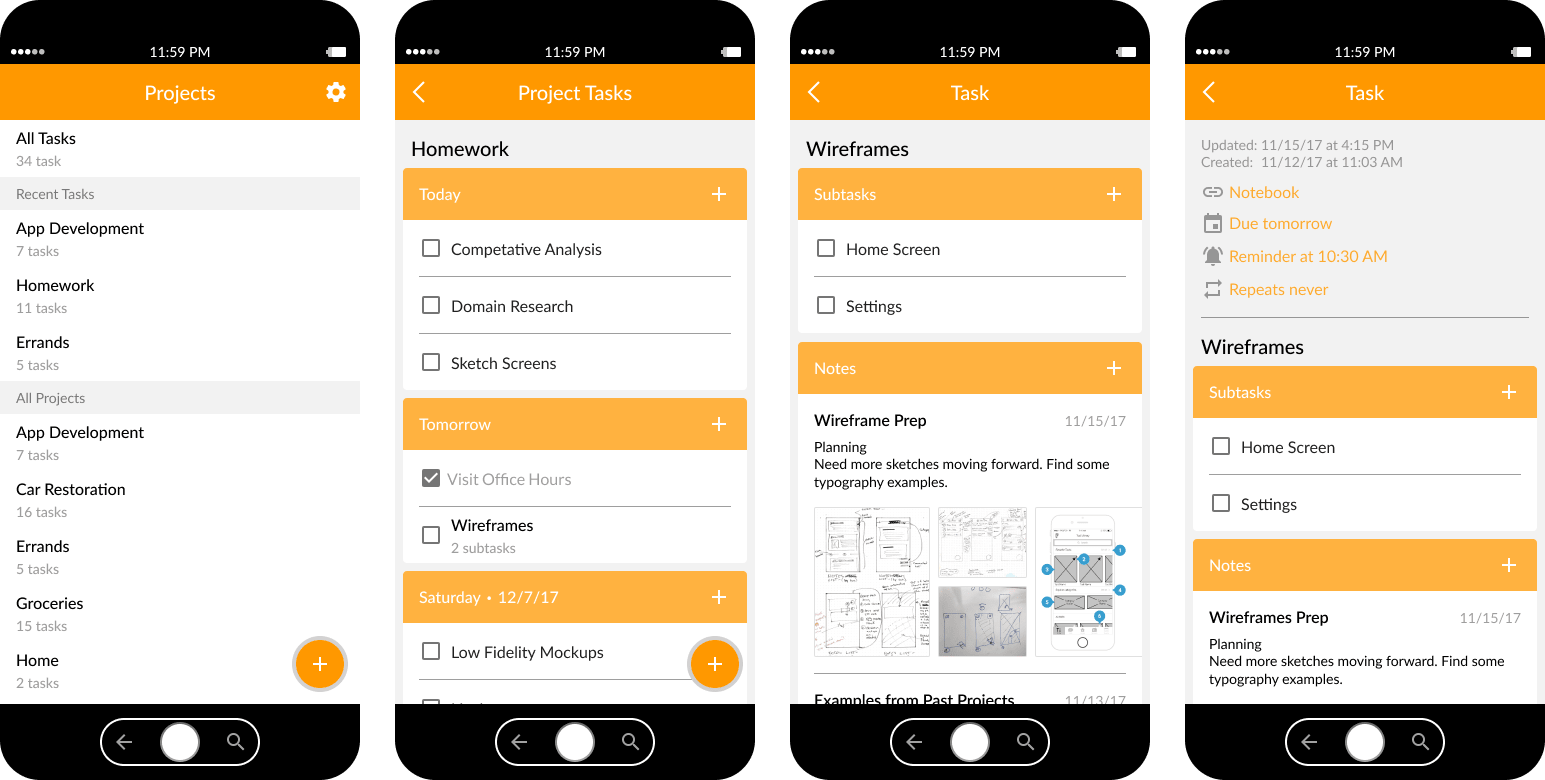 11:59 PM
Projects
All Tasks
34 task
Recent Tasks
App Development
7 tasks
Homework
11 tasks
Errands
5 tasks
All Projects
App Development
7 tasks
Car Restoration
16 tasks
Errands
5 tasks
Groceries
15 tasks
Home
2 tasks
11:59 PM
Project Tasks
Homework
Today
Competative Analysis
Domain Research
Sketch Screens
Tomorrow
Visit Office Hours
Wireframes
2 subtasks
Saturday • 12/7/17
Low Fidelity Mockups
11:59 PM
Task
Wireframes
Subtasks
Home Screen
Settings
Notes
Wireframe Prep 11/15/17
Planning
Need more sketches moving forward. Find some
typography examples.
Examples from Past Projects 11/13/17
11:59 PM
Task
Updated: 11/15/17 at 4:15 PM
Created: 11/12/17 at 11:03 AM
Notebook
Due tomorrow
Reminder at 10:30 AM
Repeats never
Wireframes
Subtasks
Home Screen
Settings
Notes
Wireframes Prep 11/15/17
Planning
Need more sketches moving forward. Find some
typography examples.